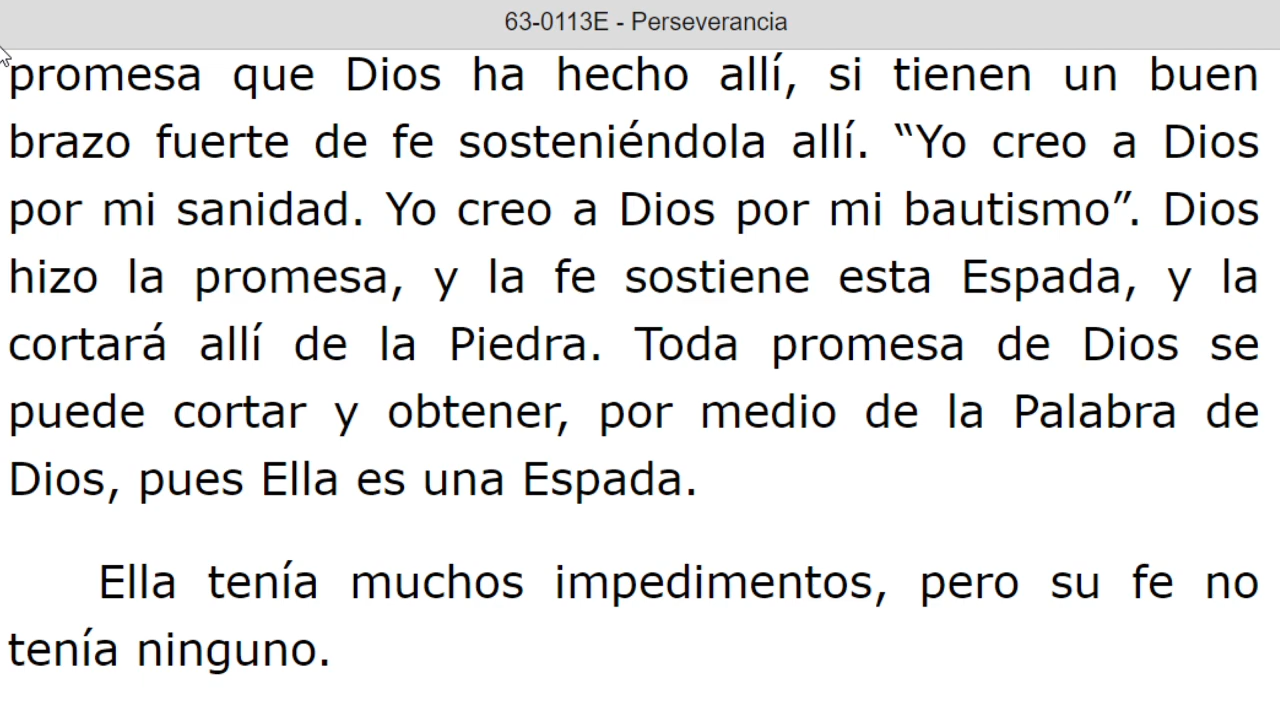 63-0113E - Perseverancia
promesa que Dios ha hecho allí, si tienen un buen
brazo fuerte de fe sosteniéndola allí. “Yo creo a Dios
por mi sanidad. Yo creo a Dios por mi bautismo”. Dios
hizo la promesa, y la fe sostiene esta Espada, y la
cortará allí de la Piedra. Toda promesa de Dios se
puede cortar y obtener, por medio de la Palabra de
Dios, pues Ella es una Espada.
Ella tenía muchos impedimentos, pero su fe no
tenía ninguno.